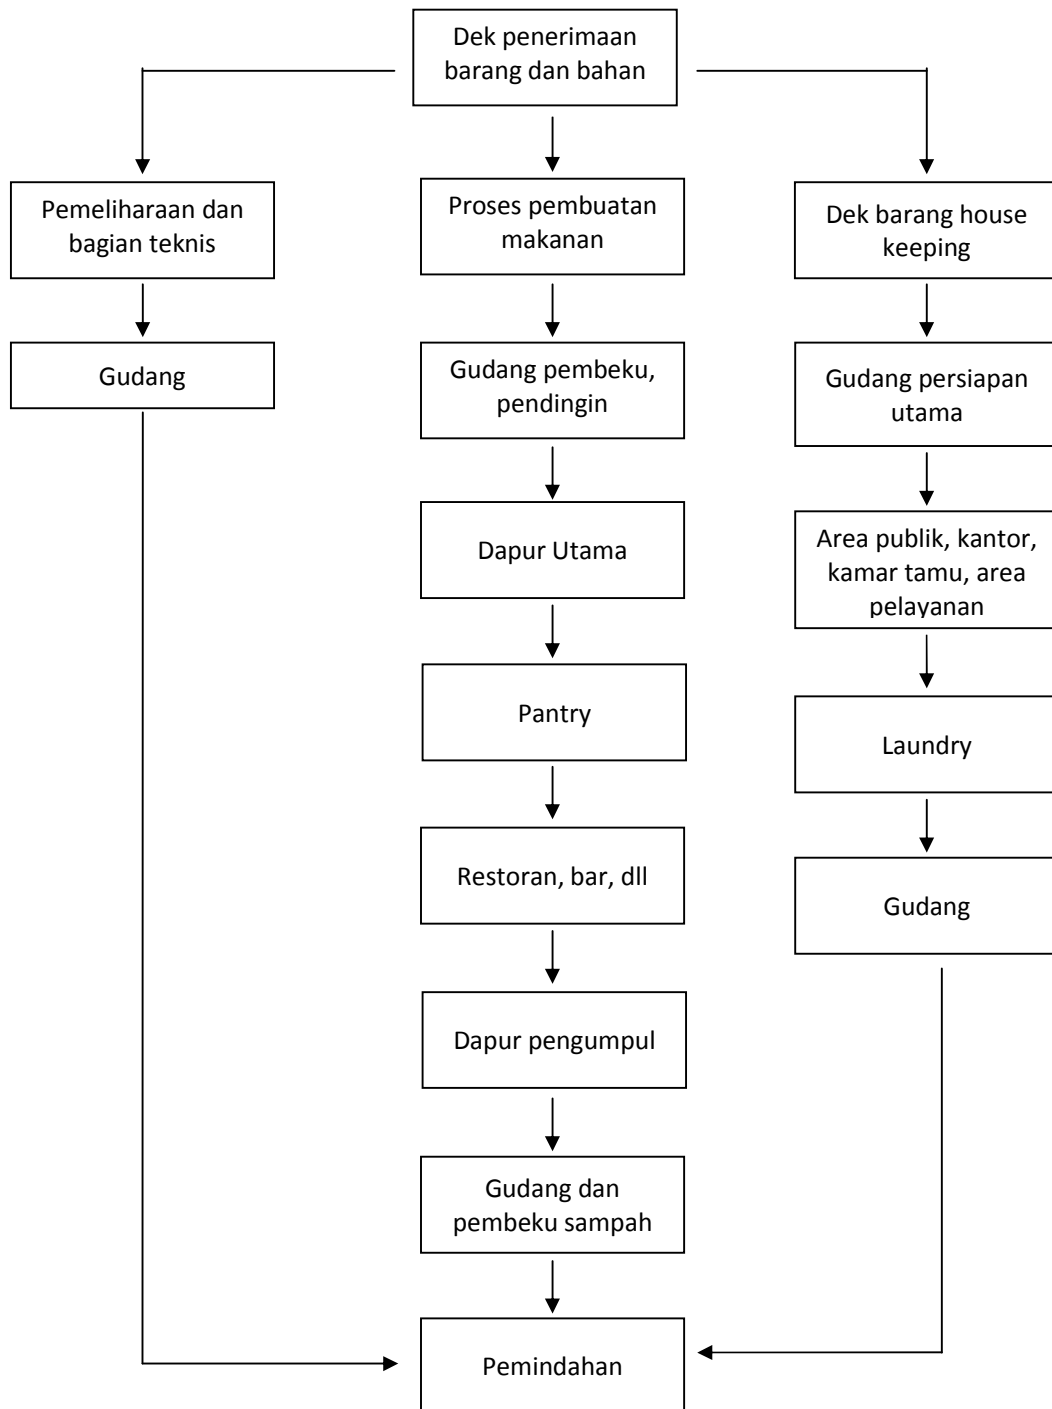 Dek penerimaan
barang dan bahan
Pemeliharaan dan
bagian teknis
Proses pembuatan
makanan
Dek barang house
keeping
Gudang
Gudang pembeku,
pendingin
Gudang persiapan
utama
Dapur Utama
Area publik, kantor,
kamar tamu, area
pelayanan
Pantry
Laundry
Restoran, bar, dll
Gudang
Dapur pengumpul
Gudang dan
pembeku sampah
Pemindahan